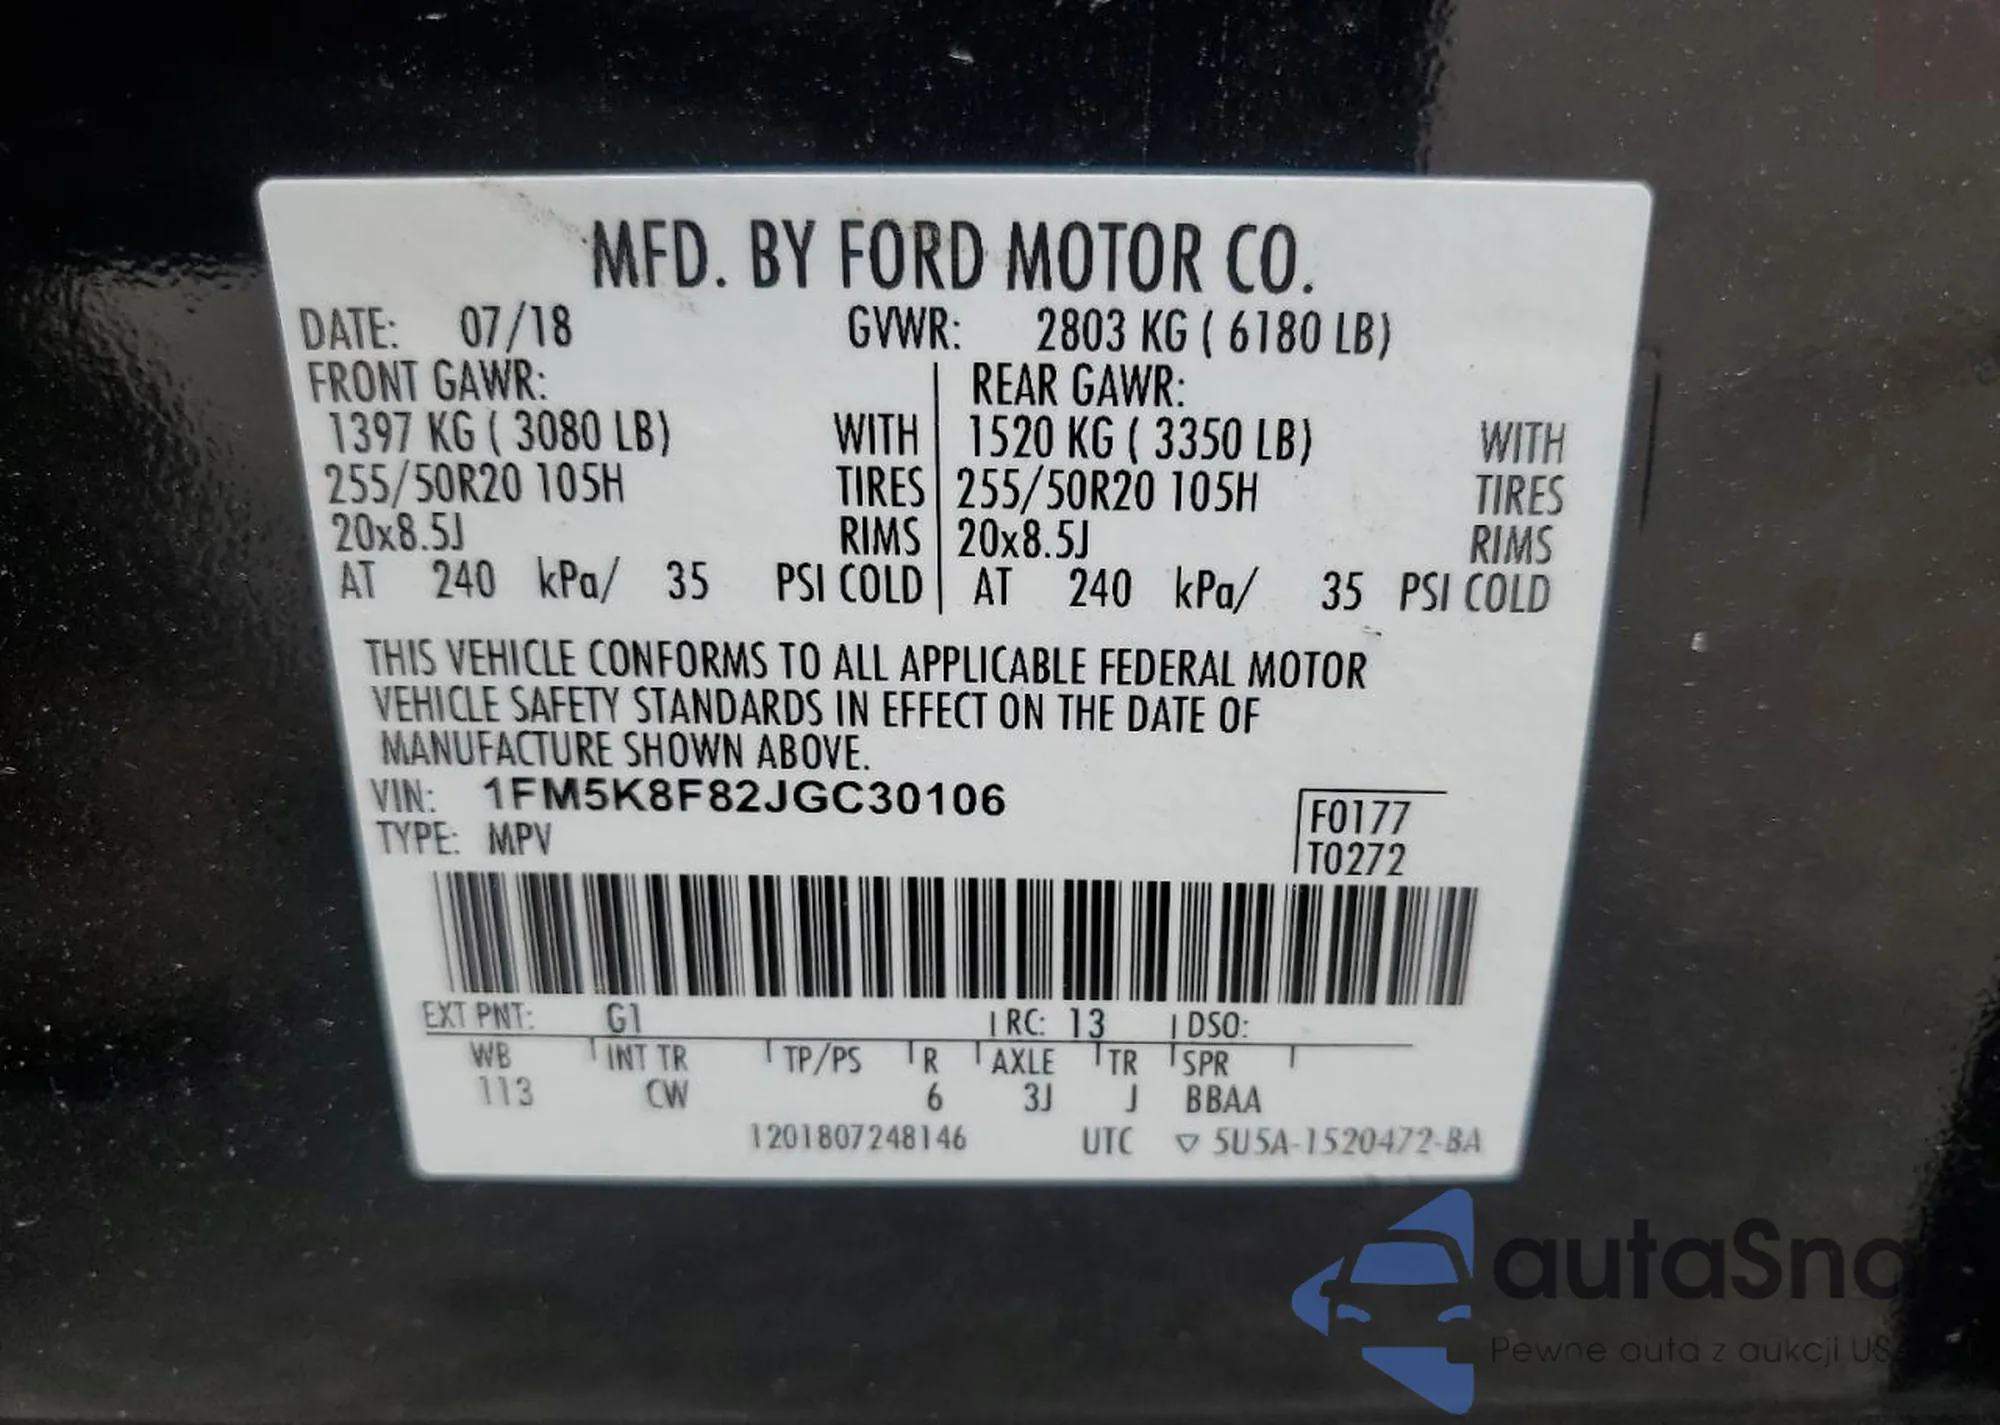 MFD. BY FORD MOTOR CO.
DATE: 07/18 GVWR: 2803 KG ( 6180 LB)
FRONT GAWR: REAR GAWR:
1397 KG ( 3080 LB) WITH 1520 KG ( 3350 LB) WITH
255/50R20 105H TIRES 255/50R20 105H TIRES
20x8.5J RIMS 20x8.5J RIMS
AT 240 kPa/ 35 PSI COLD AT 240 kPa/ 35 PSI COLD
THIS VEHICLE CONFORMS TO ALL APPLICABLE FEDERAL MOTOR
VEHICLE SAFETY STANDARDS IN EFFECT ON THE DATE OF
MANUFACTURE SHOWN ABOVE.
VIN: 1FM5K8F82JGC30106
TYPE: MPV
F0177
T0272
EXT PNT: G1 RC: 13 DSO:
WB INT TR TP/PS R AXLE TR SPR
113 CW 6 3J J BBAA
1201807248146 UTC ▽ 5U5A-1520472-BA
autaSna
Pewne auta z aukcji US